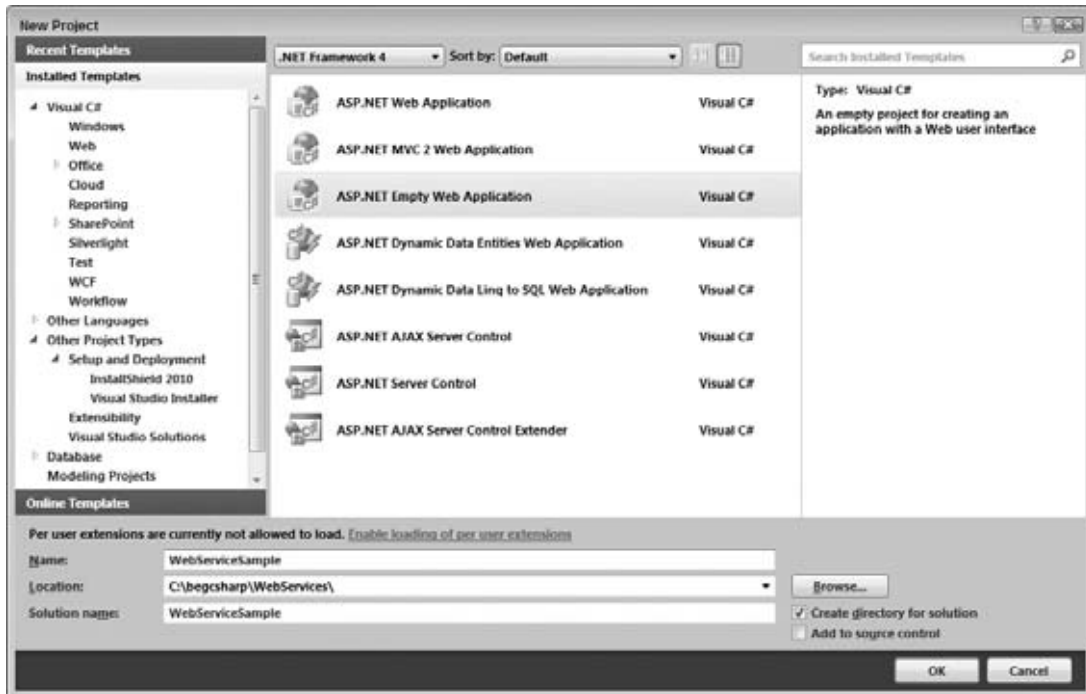 New Project
Recent Templates
.NET Framework 4
Sort by: Default
Search Installed Templates
Installed Templates
Visual C#
Windows
Web
Office
Cloud
Reporting
SharePoint
Silverlight
Test
WCF
Workflow
Other Languages
Other Project Types
Setup and Deployment
InstallShield 2010
Visual Studio Installer
Extensibility
Visual Studio Solutions
Database
Modeling Projects
Online Templates
ASP.NET Web Application Visual C#
ASP.NET MVC 2 Web Application Visual C#
ASP.NET Empty Web Application Visual C#
ASP.NET Dynamic Data Entities Web Application Visual C#
ASP.NET Dynamic Data Linq to SQL Web Application Visual C#
ASP.NET AJAX Server Control Visual C#
ASP.NET Server Control Visual C#
ASP.NET AJAX Server Control Extender Visual C#
Type: Visual C#
An empty project for creating an
application with a Web user interface
Per user extensions are currently not allowed to load. Enable loading of per user extensions
Name: WebServiceSample
Location: C:\begcsharp\WebServices\ Browse...
Solution name: WebServiceSample
Create directory for solution
Add to source control
OK Cancel